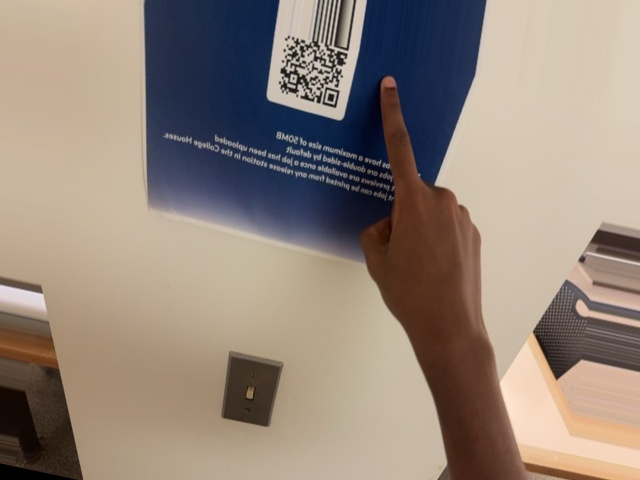 have a maximum size of 50MB
jobs are double-sided by default.
previews are available once a job has been uploaded
jobs can be printed from any release station in the College Houses.